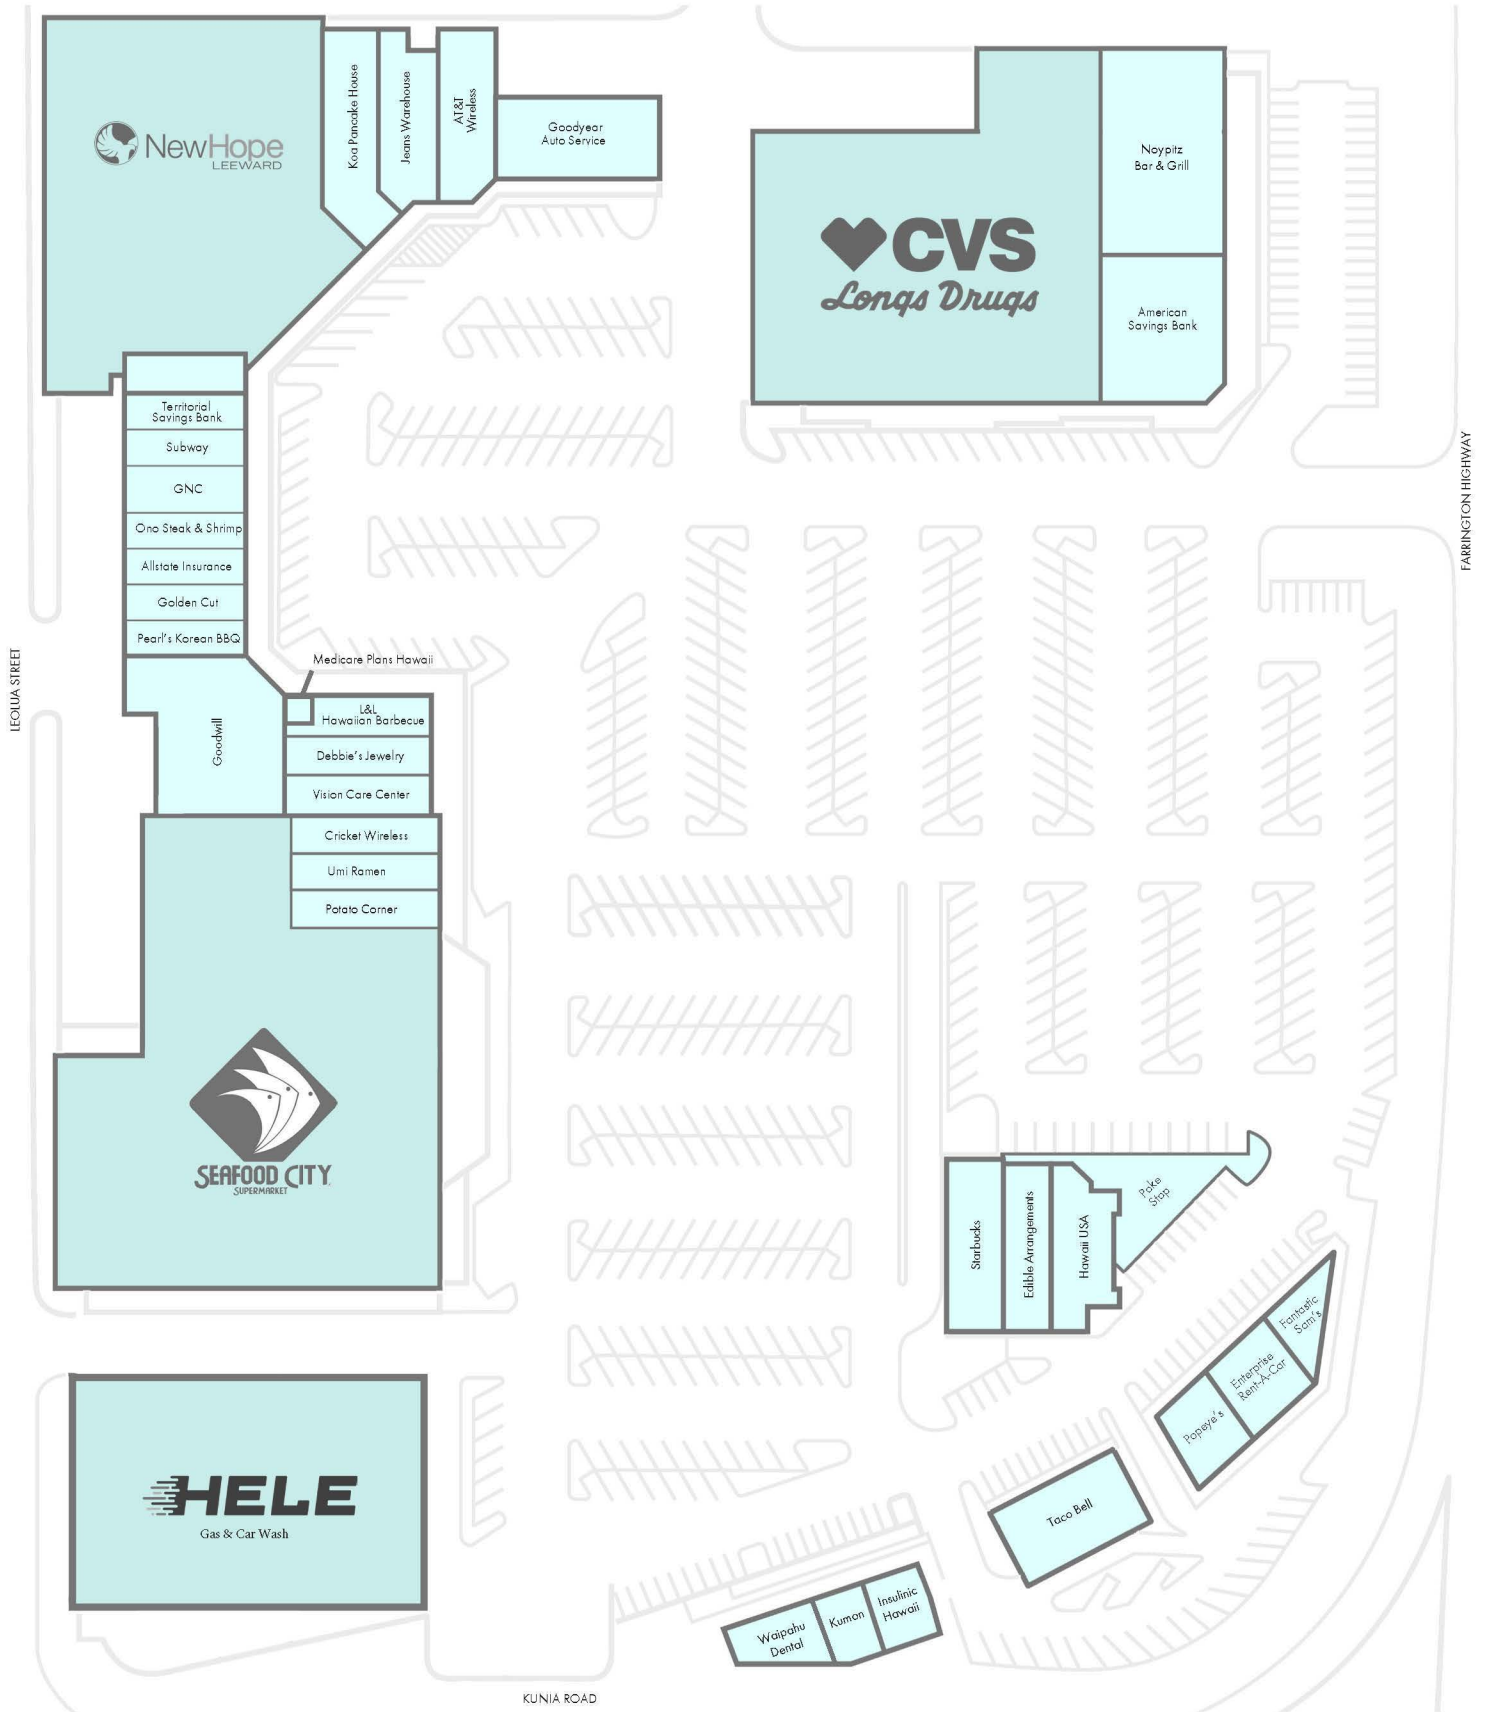 NewHope
LEEWARD
Koa Pancake House
Jeans Warehouse
AT&T
Wireless
Goodyear
Auto Service
CVS
Longs Drugs
Noypitz
Bar & Grill
American
Savings Bank
Territorial
Savings Bank
Subway
GNC
Ono Steak & Shrimp
Allstate Insurance
Golden Cut
Pearl's Korean BBQ
FARRINGTON HIGHWAY
LEOLUA STREET
Medicare Plans Hawaii
Goodwill
L&L
Hawaiian Barbecue
Debbie's Jewelry
Vision Care Center
Cricket Wireless
Umi Ramen
Potato Corner
SEAFOOD CITY
SUPERMARKET
Starbucks
Edible Arrangements
Hawaii USA
Poke
Stop
Fantastic
Sam's
Enterprise
Rent-A-Car
Popeye's
Taco Bell
HELE
Gas & Car Wash
Waipahu
Dental
Kumon
Insulinic
Hawaii
KUNIA ROAD